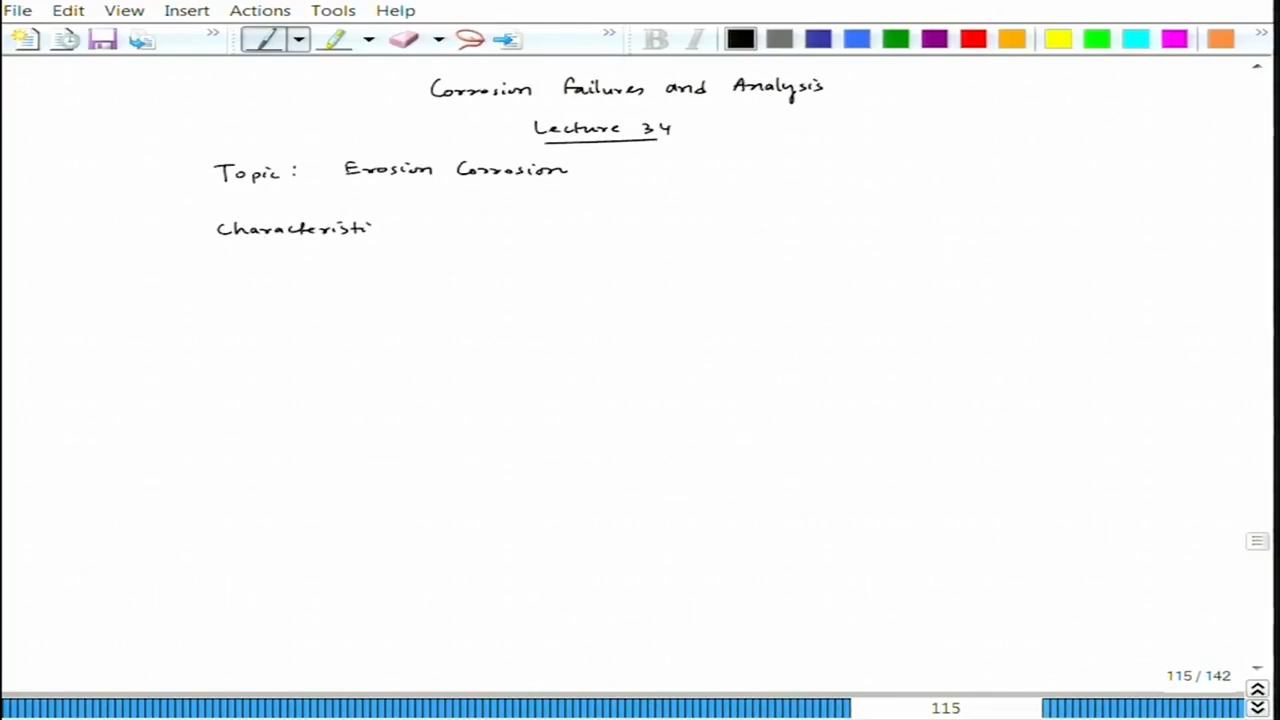 File Edit View Insert Actions Tools Help
B I
Corrosion Failures and Analysis
Lecture 34
Topic: Erosion Corrosion
Characteristi
115 / 142
115